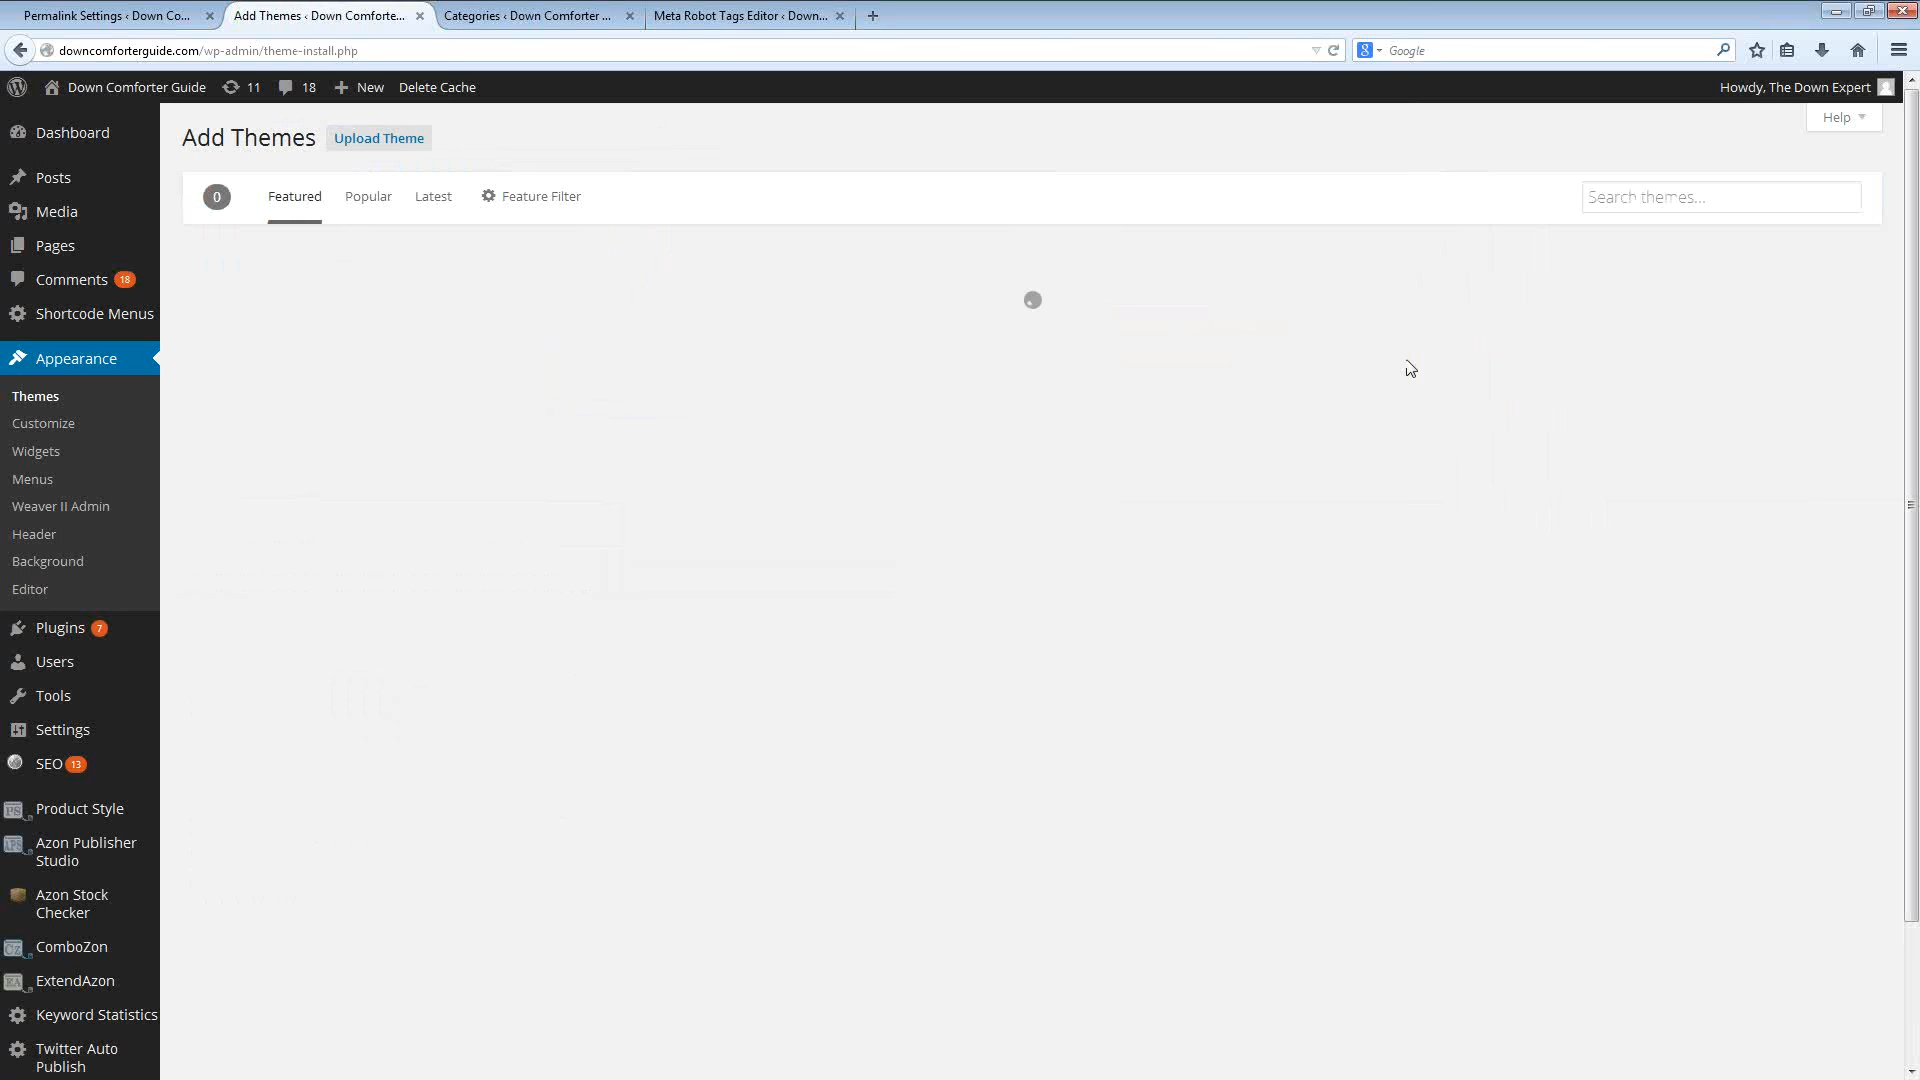 Permalink Settings ‹ Down Co...
Add Themes ‹ Down Comforte...
Categories ‹ Down Comforter ...
Meta Robot Tags Editor ‹ Down...
downcomforterguide.com/wp-admin/theme-install.php
Google
Down Comforter Guide
11
18
New
Delete Cache
Howdy, The Down Expert
Help
Add Themes
Upload Theme
0
Featured
Popular
Latest
Feature Filter
Search themes...
Dashboard
Posts
Media
Pages
Comments 18
Shortcode Menus
Appearance
Themes
Customize
Widgets
Menus
Weaver II Admin
Header
Background
Editor
Plugins 7
Users
Tools
Settings
SEO 13
PS Product Style
APS Azon Publisher
Studio
Azon Stock
Checker
CZ ComboZon
EA ExtendAzon
Keyword Statistics
Twitter Auto
Publish